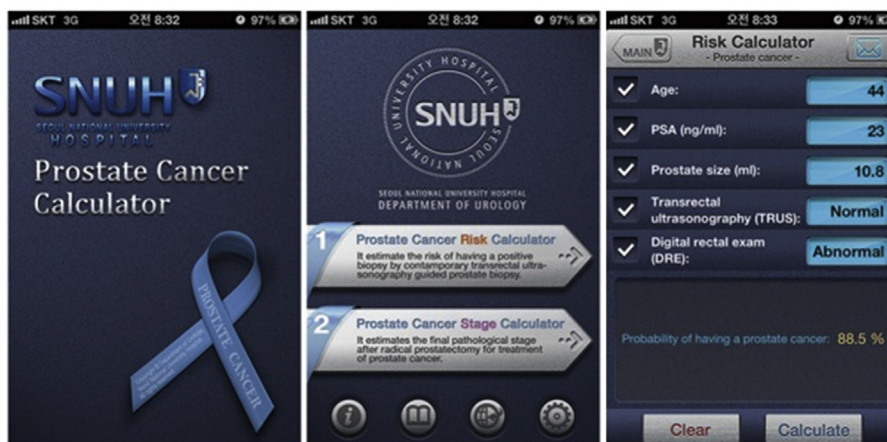 SKT 3G 오전 8:32 97%
SNUH
SEOUL NATIONAL UNIVERSITY
HOSPITAL
Prostate Cancer
Calculator
PROSTATE CANCER
SKT 3G 오전 8:32 97%
SEOUL NATIONAL UNIVERSITY HOSPITAL
SNUH
SEOUL NATIONAL UNIVERSITY HOSPITAL
DEPARTMENT OF UROLOGY
1
Prostate Cancer Risk Calculator
It estimate the risk of having a positive
biopsy by contemporary transrectal ultra-
sonography guided prostate biopsy.
2
Prostate Cancer Stage Calculator
It estimates the final pathological stage
after radical prostatectomy for treatment
of prostate cancer.
SKT 3G 오전 8:33 97%
MAIN
Risk Calculator
- Prostate cancer -
Age: 44
PSA (ng/ml): 23
Prostate size (ml): 10.8
Transrectal
ultrasonography (TRUS): Normal
Digital rectal exam
(DRE): Abnormal
Probability of having a prostate cancer: 88.5 %
Clear Calculate